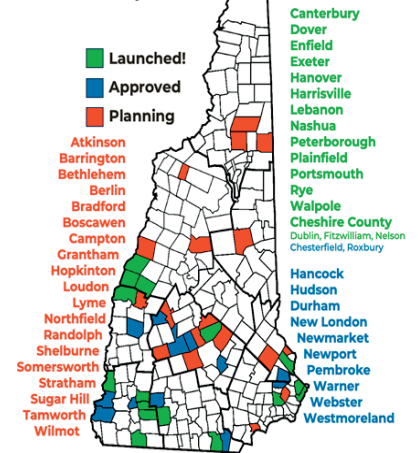 Launched!
Approved
Planning
Atkinson
Barrington
Bethlehem
Berlin
Bradford
Boscawen
Campton
Grantham
Hopkinton
Loudon
Lyme
Northfield
Randolph
Shelburne
Somersworth
Stratham
Sugar Hill
Tamworth
Wilmot
Canterbury
Dover
Enfield
Exeter
Hanover
Harrisville
Lebanon
Nashua
Peterborough
Plainfield
Portsmouth
Rye
Walpole
Cheshire County
Dublin, Fitzwilliam, Nelson
Chesterfield, Roxbury
Hancock
Hudson
Durham
New London
Newmarket
Newport
Pembroke
Warner
Webster
Westmoreland